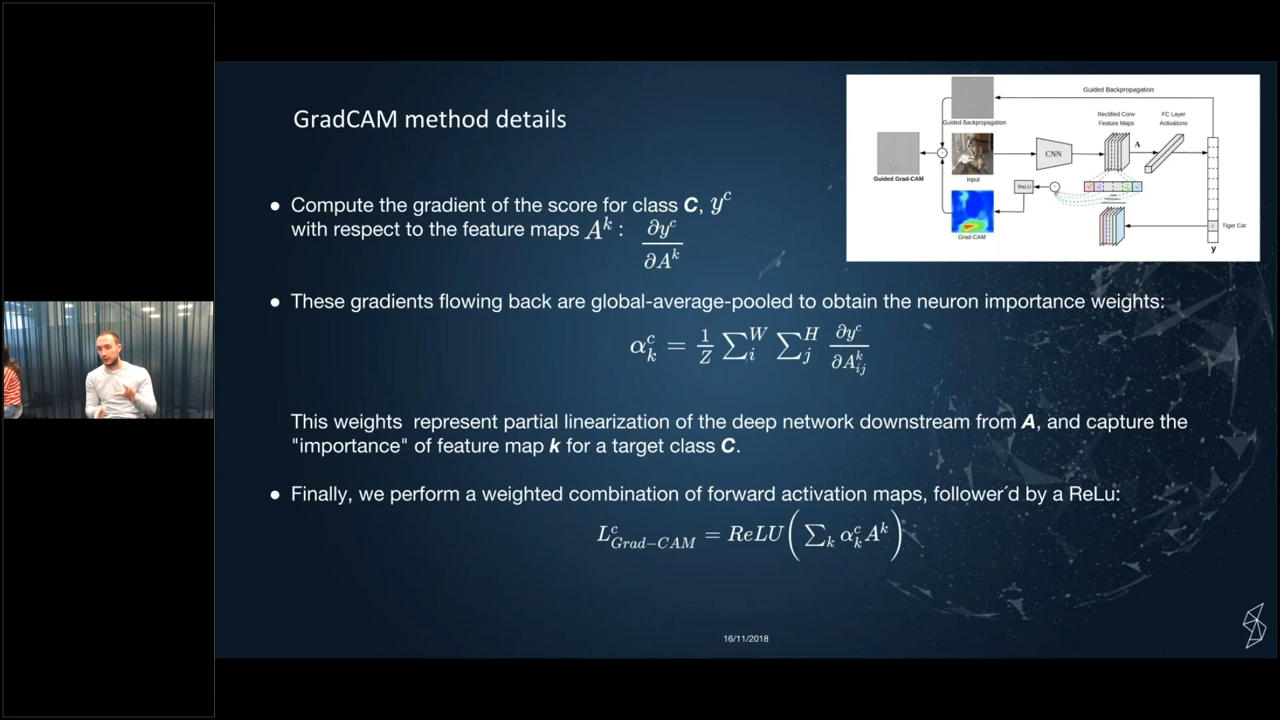 GradCAM method details
Guided Backpropagation
Guided Backpropagation
Rectified Conv
Feature Maps
FC Layer
Activations
A
CNN
Guided Grad-CAM
Input
ReLU
Grad-CAM
c
Tiger Cat
y
● Compute the gradient of the score for class C, y^c
with respect to the feature maps A^k : ∂y^c/∂A^k
● These gradients flowing back are global-average-pooled to obtain the neuron importance weights:
α_k^c = 1/Z ∑_i^W ∑_j^H ∂y^c/∂A_{ij}^k
This weights represent partial linearization of the deep network downstream from A, and capture the
"importance" of feature map k for a target class C.
● Finally, we perform a weighted combination of forward activation maps, follower´d by a ReLu:
L_{Grad−CAM}^c = ReLU(∑_k α_k^c A^k)
16/11/2018